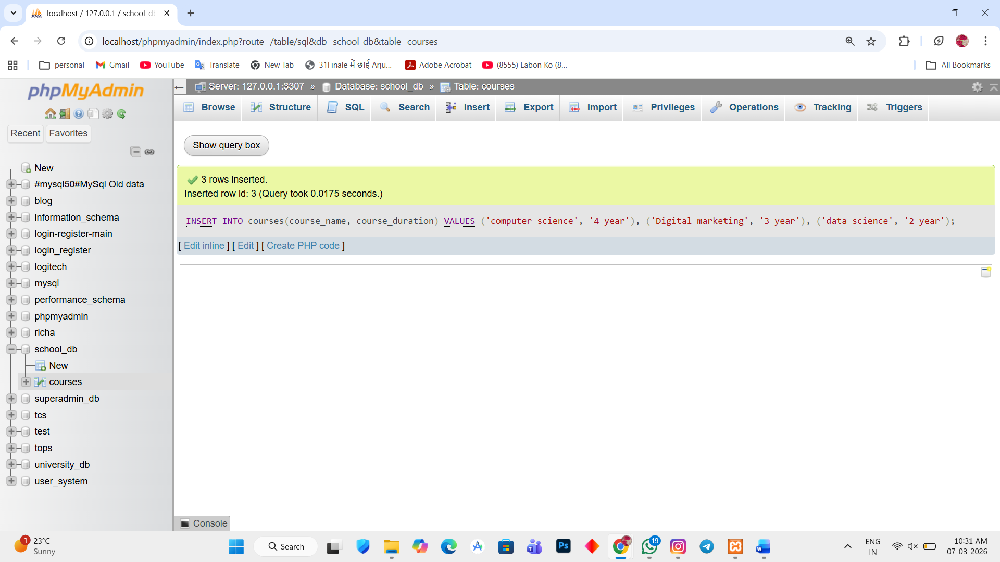 localhost / 127.0.0.1 / school_db
localhost/phpmyadmin/index.php?route=/table/sql&db=school_db&table=courses
personal
Gmail
YouTube
Translate
New Tab
31Finale में छाई Arju...
Adobe Acrobat
(8555) Labon Ko (8...
All Bookmarks
phpMyAdmin
Recent
Favorites
New
#mysql50#MySql Old data
blog
information_schema
login-register-main
login_register
logitech
mysql
performance_schema
phpmyadmin
richa
school_db
New
courses
superadmin_db
tcs
test
tops
university_db
user_system
Server: 127.0.0.1:3307 » Database: school_db » Table: courses
Browse
Structure
SQL
Search
Insert
Export
Import
Privileges
Operations
Tracking
Triggers
Show query box
3 rows inserted.
Inserted row id: 3 (Query took 0.0175 seconds.)
INSERT INTO courses(course_name, course_duration) VALUES ('computer science', '4 year'), ('Digital marketing', '3 year'), ('data science', '2 year');
[ Edit inline ] [ Edit ] [ Create PHP code ]
Console
1
23°C
Sunny
Search
Ps
19
ENG
IN
10:31 AM
07-03-2026